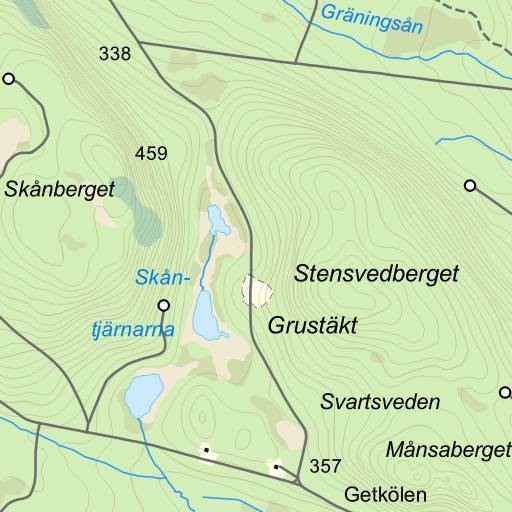 Gräningsån
338
459
Skånberget
Skån-
tjärnarna
Stensvedberget
Grustäkt
Svartsveden
Månsaberget
357
Getkölen